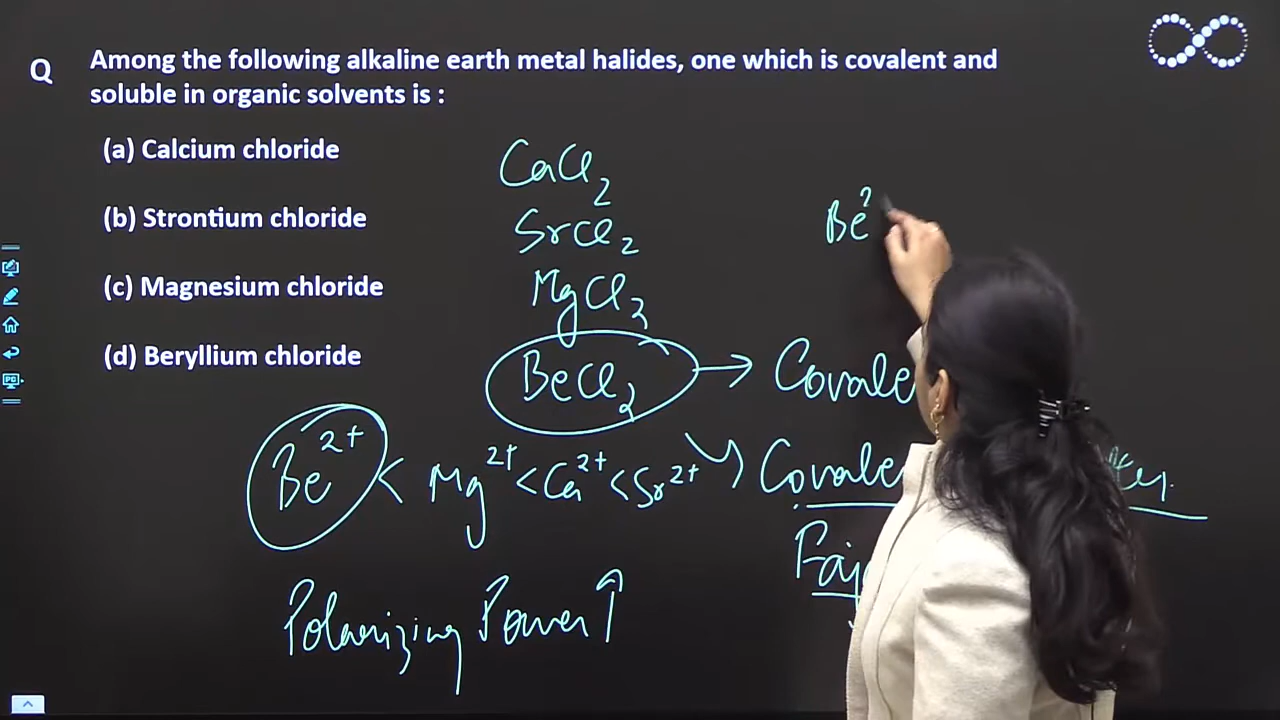 Q Among the following alkaline earth metal halides, one which is covalent and
soluble in organic solvents is :
(a) Calcium chloride
(b) Strontium chloride
(c) Magnesium chloride
(d) Beryllium chloride
CaCl2
SrCl2
MgCl2
BeCl2 →
Be2
Be2+ < Mg2+ < Ca2+ < Sr2+
Polarizing Power ↑